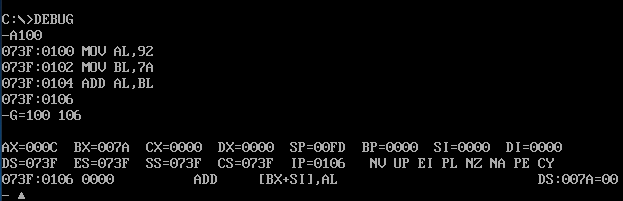 C:\>DEBUG
-A100
073F:0100 MOV AL,92
073F:0102 MOV BL,7A
073F:0104 ADD AL,BL
073F:0106
-G=100 106
AX=000C BX=007A CX=0000 DX=0000 SP=00FD BP=0000 SI=0000 DI=0000
DS=073F ES=073F SS=073F CS=073F IP=0106 NV UP EI PL NZ NA PE CY
073F:0106 0000 ADD [BX+SI],AL DS:007A=00
- ▲